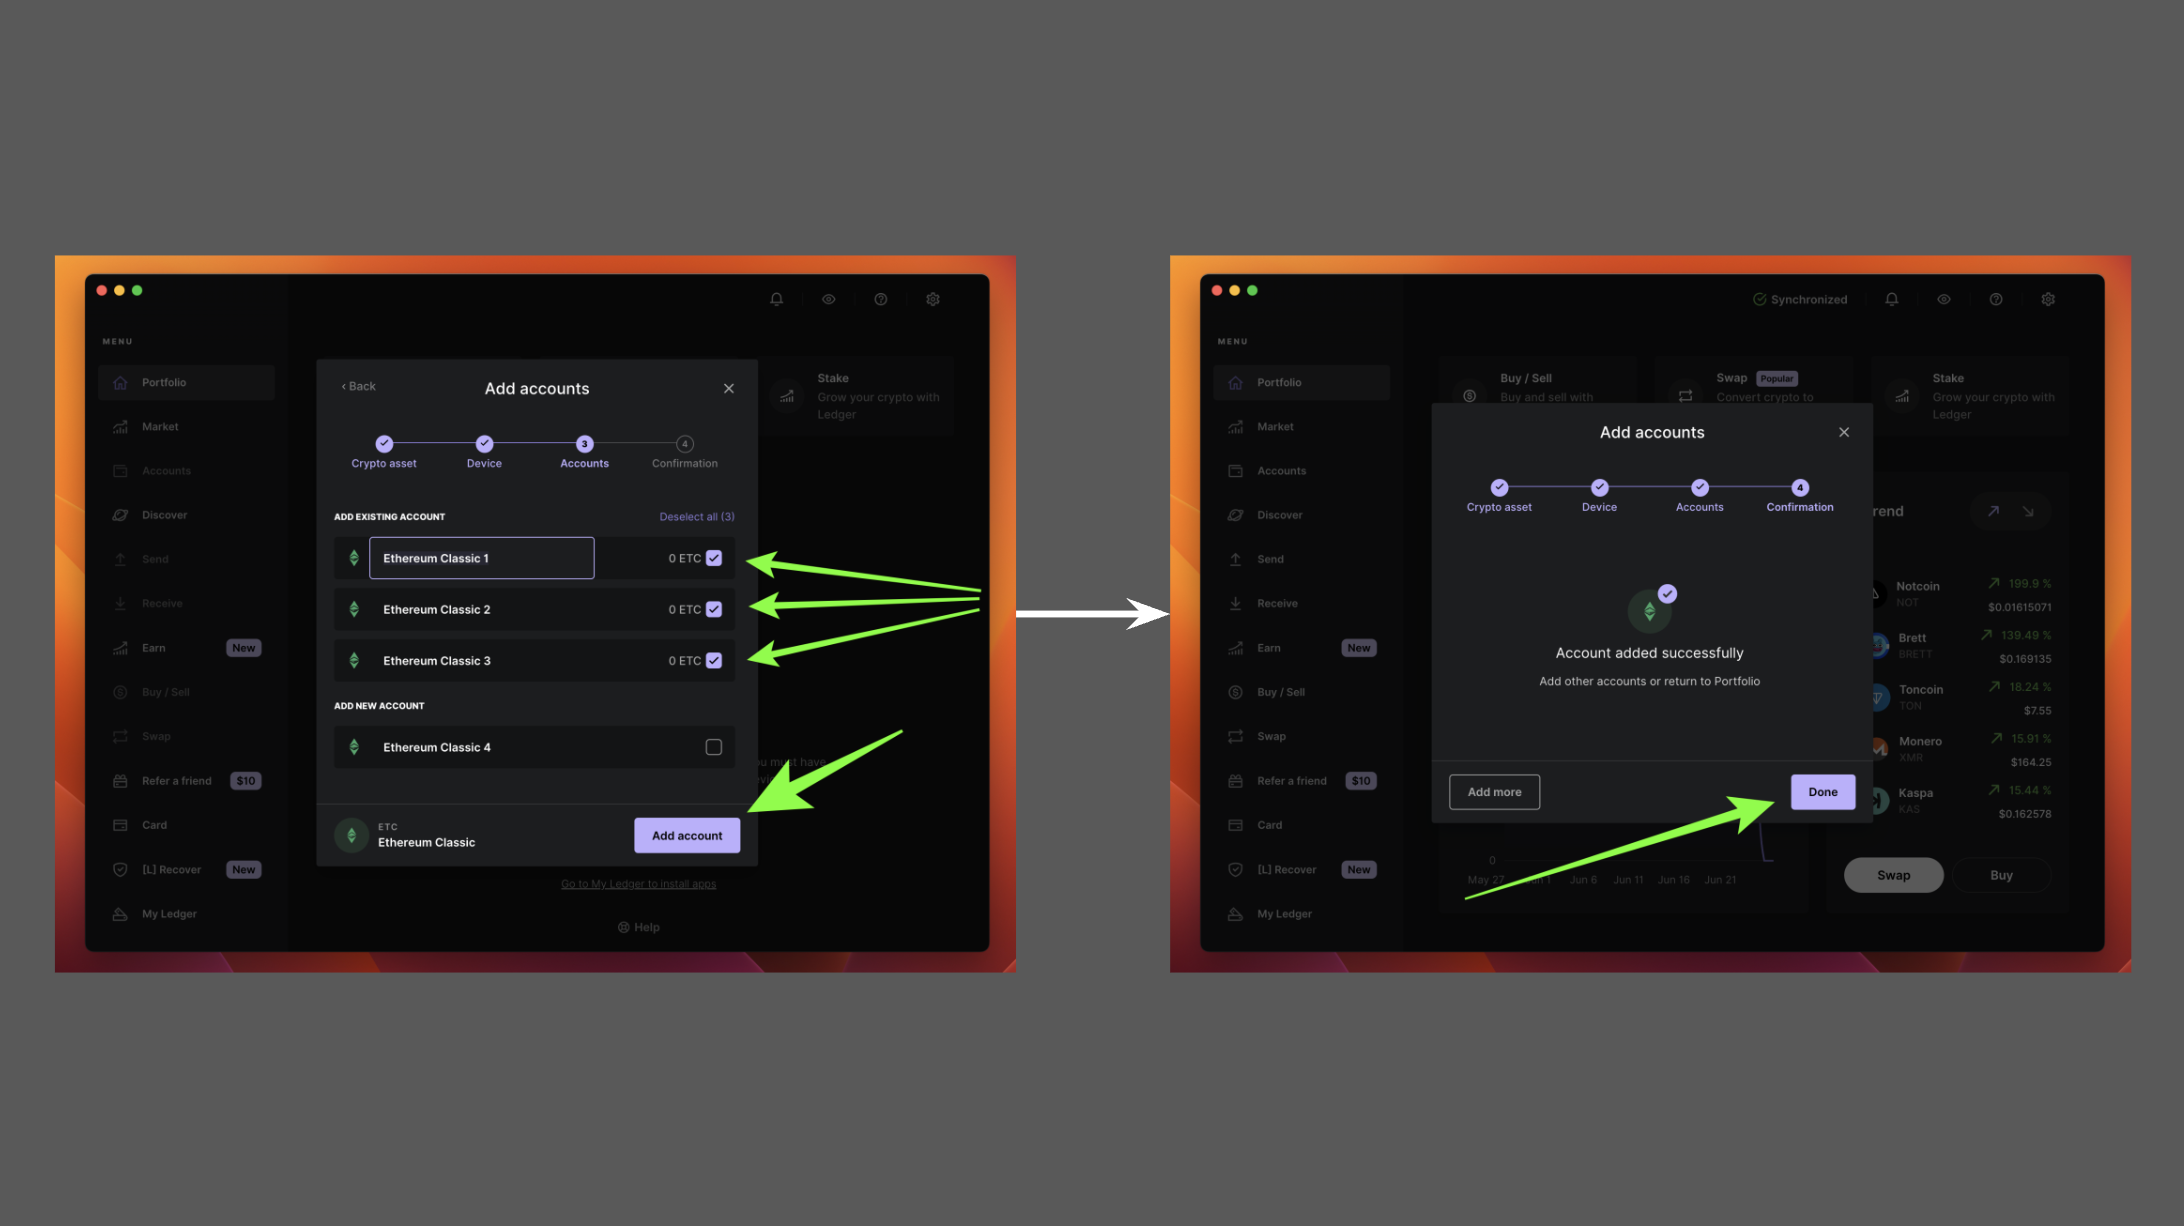 MENU
Portfolio
Market
Accounts
Discover
Send
Receive
Earn New
Buy / Sell
Swap
Refer a friend $10
Card
[L] Recover New
My Ledger
Stake
Grow your crypto with
Ledger
‹ Back
Add accounts
3 4
Crypto asset Device Accounts Confirmation
ADD EXISTING ACCOUNT Deselect all (3)
Ethereum Classic 1 0 ETC
Ethereum Classic 2 0 ETC
Ethereum Classic 3 0 ETC
ADD NEW ACCOUNT
Ethereum Classic 4
must have
ETC
Ethereum Classic
Add account
Go to My Ledger to install apps
Help
Synchronized
MENU
Portfolio
Market
Accounts
Discover
Send
Receive
Earn New
Buy / Sell
Swap
Refer a friend $10
Card
[L] Recover New
My Ledger
Buy / Sell
Buy and sell with
Swap Popular
Convert crypto to
Stake
Grow your crypto with
Ledger
Add accounts
4
Crypto asset Device Accounts Confirmation
Account added successfully
Add other accounts or return to Portfolio
Add more Done
rend
Notcoin 199.9 %
NOT $0.01615071
Brett 139.49 %
BRETT $0.169135
Toncoin 18.24 %
TON $7.55
Monero 15.91 %
XMR $164.25
Kaspa 15.44 %
KAS $0.162578
0
May 27 Jun 6 Jun 11 Jun 16 Jun 21
Swap Buy